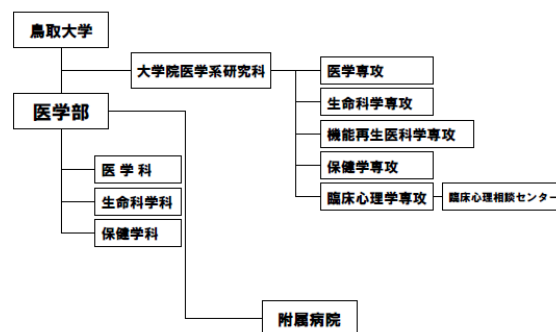 鳥取大学
大学院医学系研究科
医学専攻
生命科学専攻
機能再生医科学専攻
保健学専攻
臨床心理学専攻
臨床心理相談センター
医学部
医 学 科
生命科学科
保健学科
附属病院